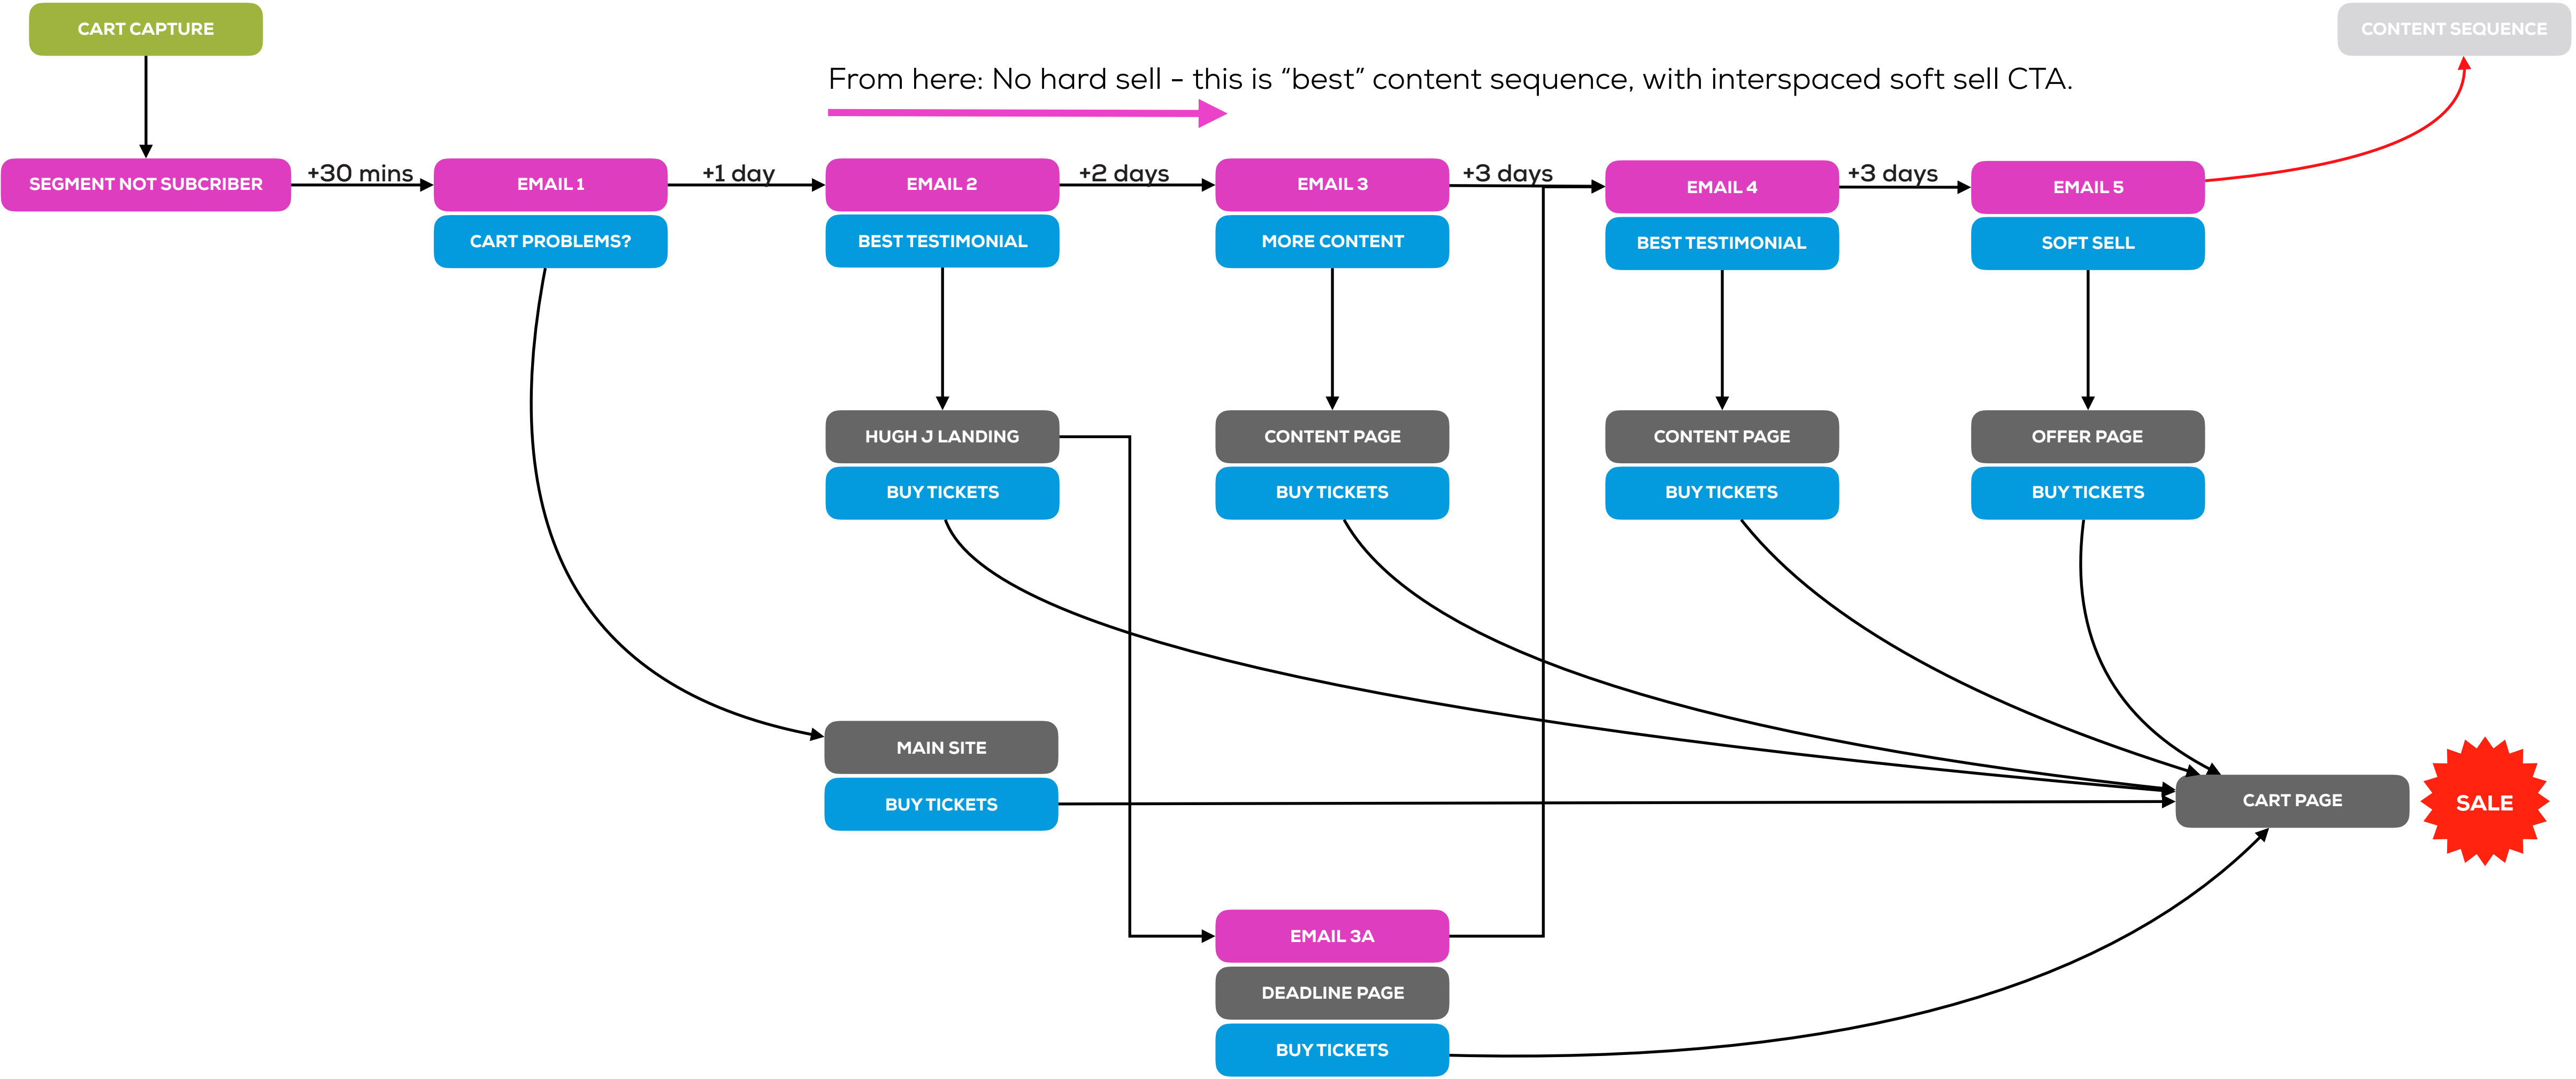 CART CAPTURE
CONTENT SEQUENCE
From here: No hard sell - this is “best” content sequence, with interspaced soft sell CTA.
SEGMENT NOT SUBCRIBER
+30 mins
EMAIL 1
+1 day
EMAIL 2
+2 days
EMAIL 3
+3 days
EMAIL 4
+3 days
EMAIL 5
CART PROBLEMS?
BEST TESTIMONIAL
MORE CONTENT
BEST TESTIMONIAL
SOFT SELL
HUGH J LANDING
CONTENT PAGE
CONTENT PAGE
OFFER PAGE
BUY TICKETS
BUY TICKETS
BUY TICKETS
BUY TICKETS
MAIN SITE
BUY TICKETS
CART PAGE
SALE
EMAIL 3A
DEADLINE PAGE
BUY TICKETS